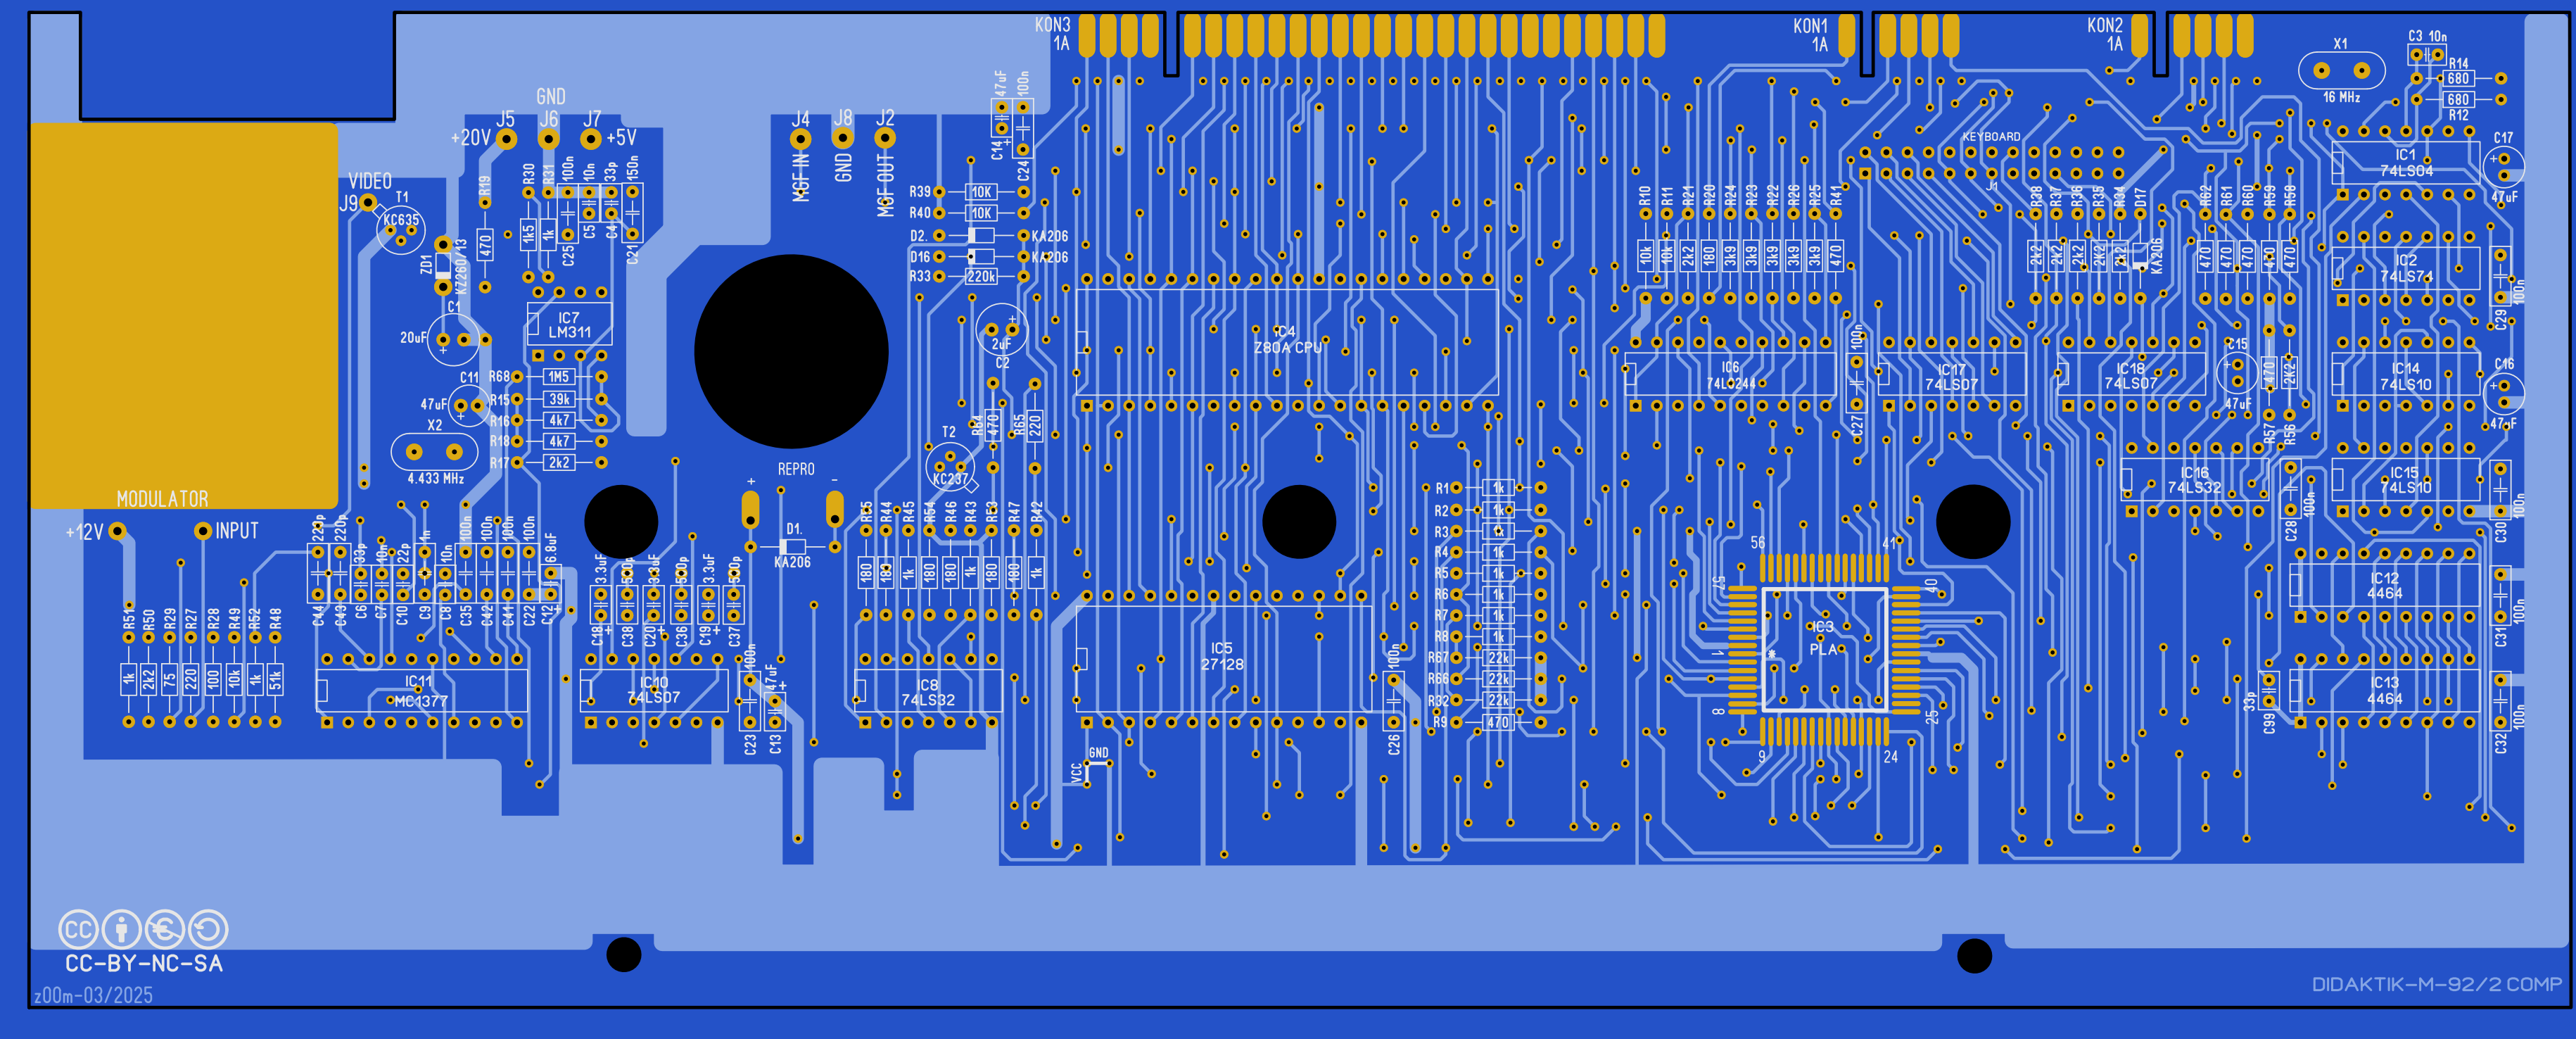 KON3
1A
KON1
1A
KON2
1A
X1
16 MHz
C3 10n
R14
680
680
R12
GND
J5
J6
J7
+20V
+5V
J4
J8
J2
MGF IN
GND
MGF OUT
47uF
100n
C14
+
C24
KEYBOARD
J1
IC1
74LS04
C17
+
47uF
VIDEO
J9
T1
KC635
R19
470
R30
1k5
R31
1k
100n
C25
10n
C5
33p
C4
150n
C21
ZD1
KZ260/13
R39
10K
R40
10K
D2.
KA206
D16
KA206
R33
220k
R10
10k
R11
10k
R21
2k2
R20
180
R24
3k9
R23
3k9
R22
3k9
R26
3k9
R25
3k9
R41
470
R38
2k2
R37
2K2
R36
2k2
R35
2K2
R34
2k2
D17
KA206
R62
470
R61
470
R60
470
R59
470
R58
470
IC2
74LS74
100n
C29
C1
20uF
+
IC7
LM311
+
2uF
C2
IC4
Z80A CPU
IC6
100n
C27
IC17
74LS07
IC18
74LS07
C15
+
47uF
470
R57
2K2
R56
IC14
74LS10
C16
+
47uF
C11
47uF
+
R68
1M5
R15
39k
R16
4k7
R18
4k7
R17
2k2
X2
4.433 MHz
R64
470
R65
220
T2
KC237
REPRO
+
-
D1.
KA206
R1
1k
R2
1k
R3
1k
R4
1k
R5
1k
R6
1k
R7
1k
R8
1k
R67
22k
R66
22k
R32
22k
R9
470
IC16
74LS32
C28
100n
IC15
74LS10
100n
C30
MODULATOR
+12V
INPUT
220p
C44
220p
C43
33p
C6
10n
C7
22p
C10
1n
C9
10n
C8
100n
C35
100n
C42
100n
C41
100n
C22
6.8uF
C12
+
3.3uF
C18
+
C38
3.3uF
C20
+
C36
3.3uF
C19
+
C37
R55
180
R44
180
R45
1k
R54
180
R46
180
R43
1k
R53
180
R47
180
R42
1k
56
41
57
40
1
8
9
24
25
IC3
PLA
*
IC12
4464
100n
C31
R51
1k
R50
2k2
R29
75
R27
220
R28
100
R49
10k
R52
1k
R48
51k
IC11
MC1377
IC10
74LS07
100n
C23
47uF
+
C13
IC8
74LS32
IC5
27128
100n
C26
GND
VCC
33p
C99
IC13
4464
100n
C32
CC
CC-BY-NC-SA
z00m-03/2025
DIDAKTIK-M-92/2 COMP